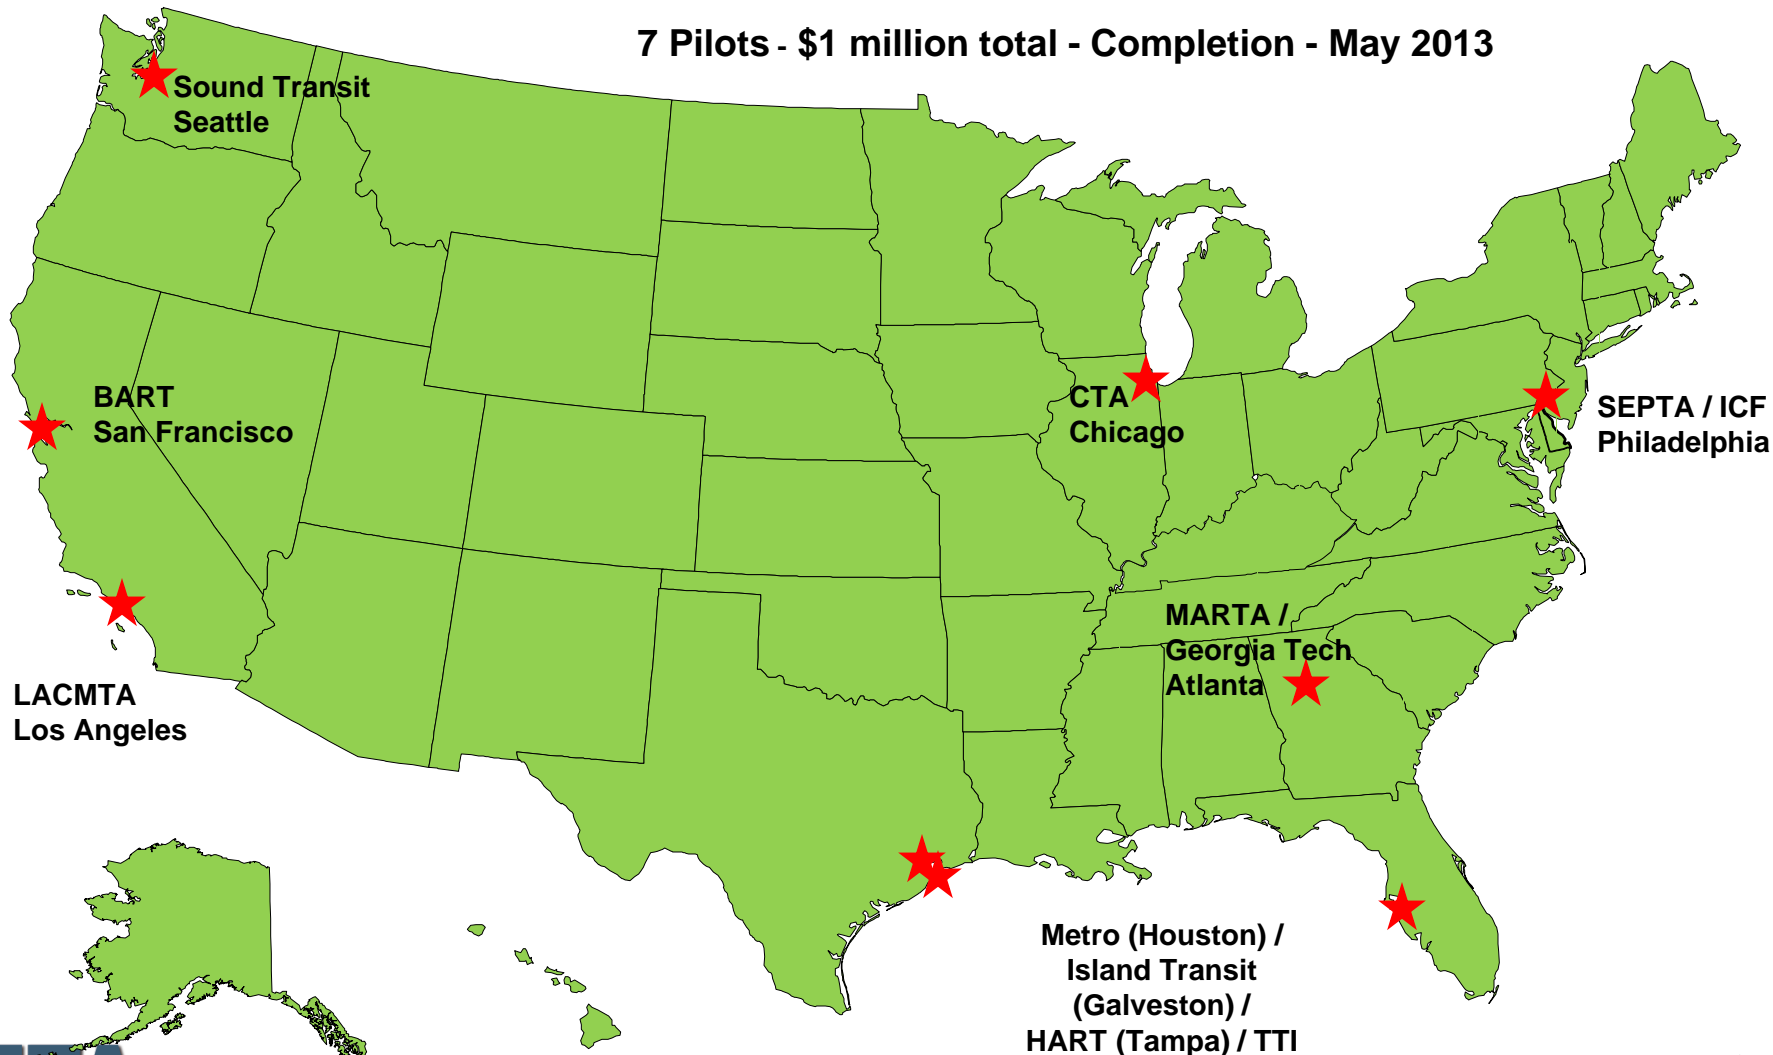 7 Pilots - $1 million total - Completion - May 2013
Sound Transit
Seattle
BART
San Francisco
CTA
Chicago
SEPTA / ICF
Philadelphia
MARTA /
Georgia Tech
Atlanta
LACMTA
Los Angeles
Metro (Houston) /
Island Transit
(Galveston) /
HART (Tampa) / TTI